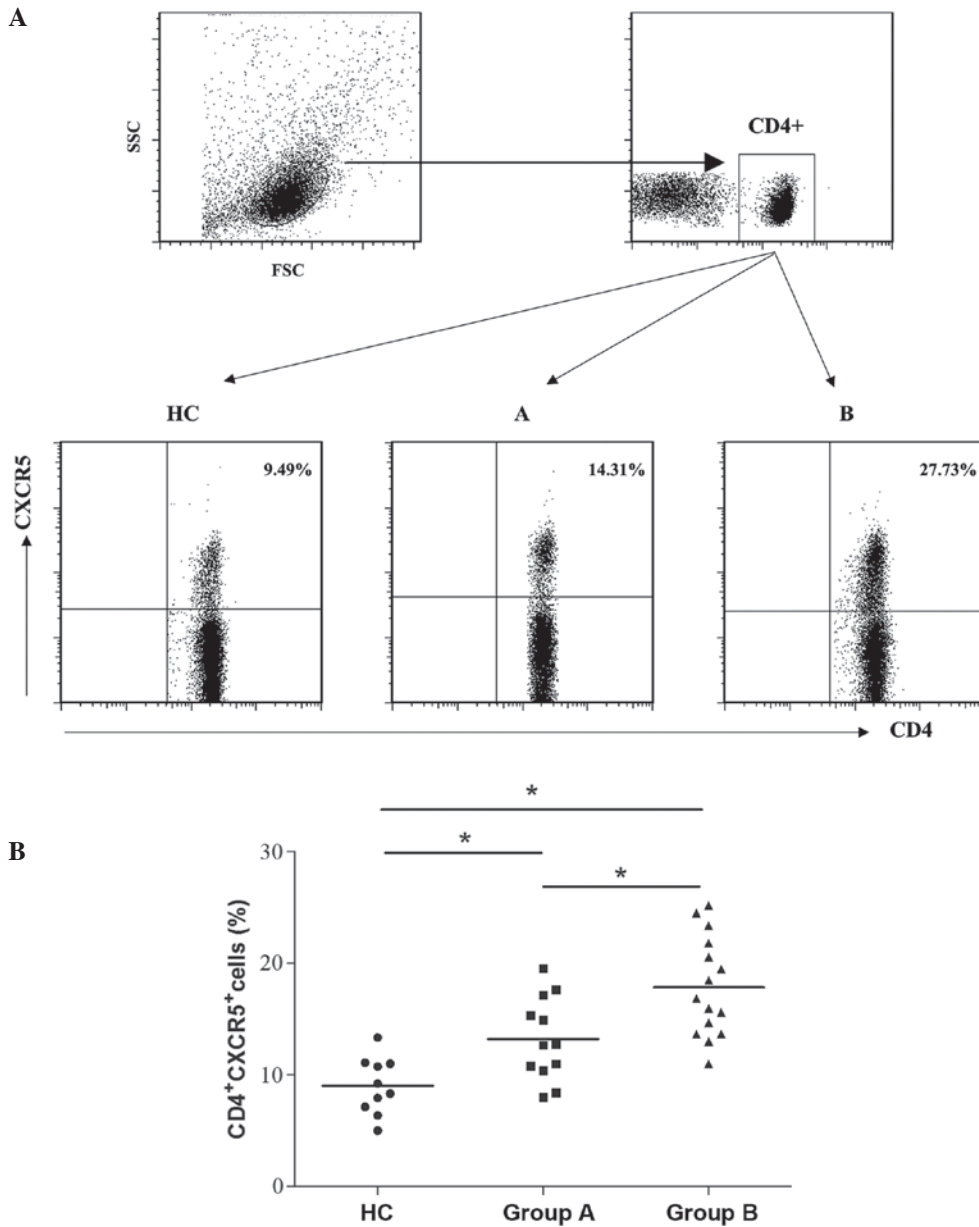 A
SSC
FSC
CD4+
HC
A
B
9.49%
14.31%
27.73%
CXCR5
CD4
B
*
*
*
30
20
10
0
CD4⁺CXCR5⁺cells (%)
HC
Group A
Group B